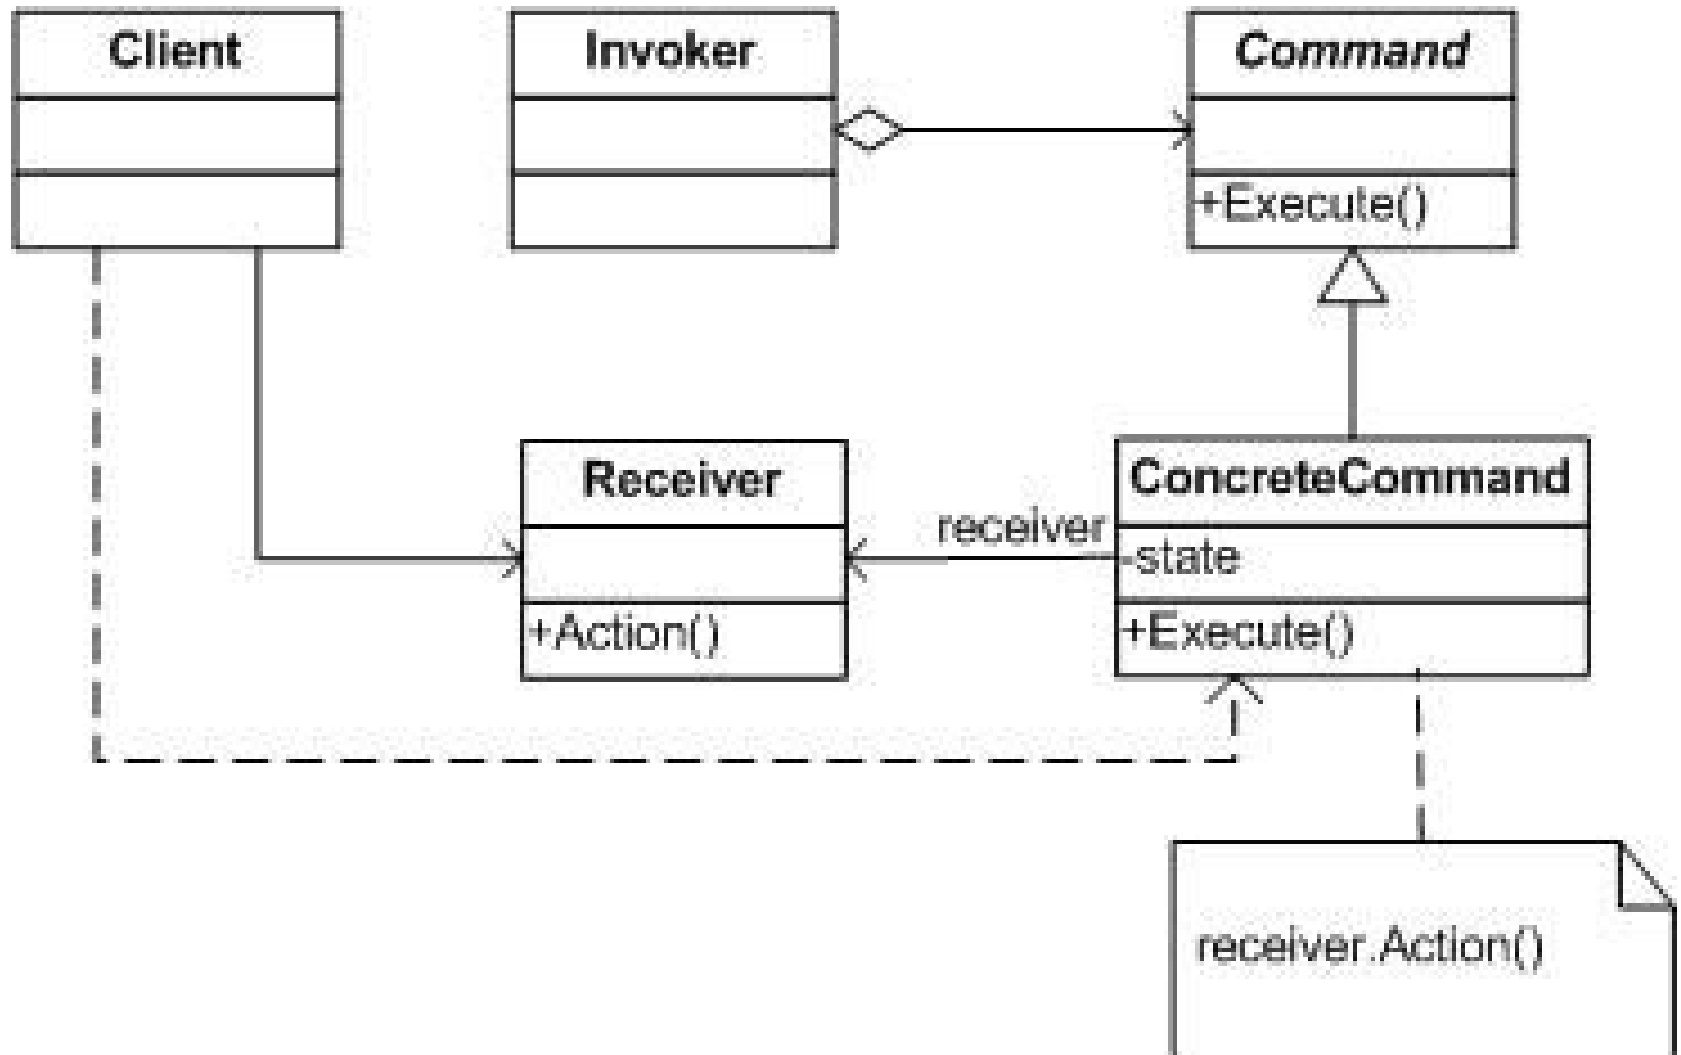 Client
Invoker
Command
+Execute()
Receiver
receiver
ConcreteCommand
-state
+Action()
+Execute()
receiver.Action()